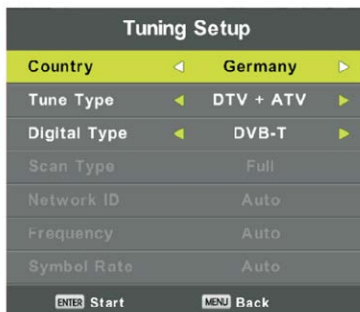 Tuning Setup
Country Germany
Tune Type DTV + ATV
Digital Type DVB-T
Scan Type Full
Network ID Auto
Frequency Auto
Symbol Rate Auto
ENTER Start MENU Back